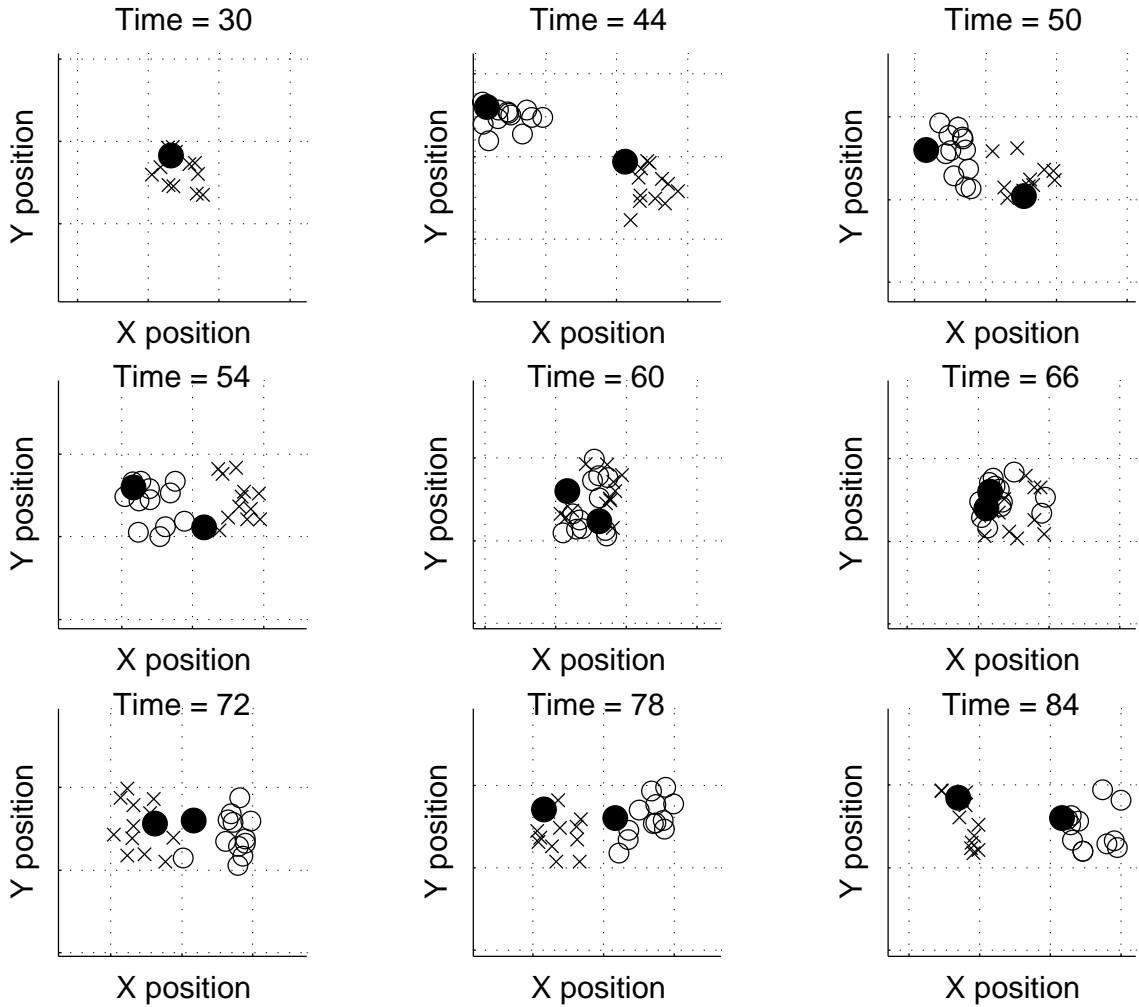 Time = 30
Time = 44
Time = 50
Y position
Y position
Y position
X position
X position
X position
Time = 54
Time = 60
Time = 66
Y position
Y position
Y position
X position
X position
X position
Time = 72
Time = 78
Time = 84
Y position
Y position
Y position
X position
X position
X position